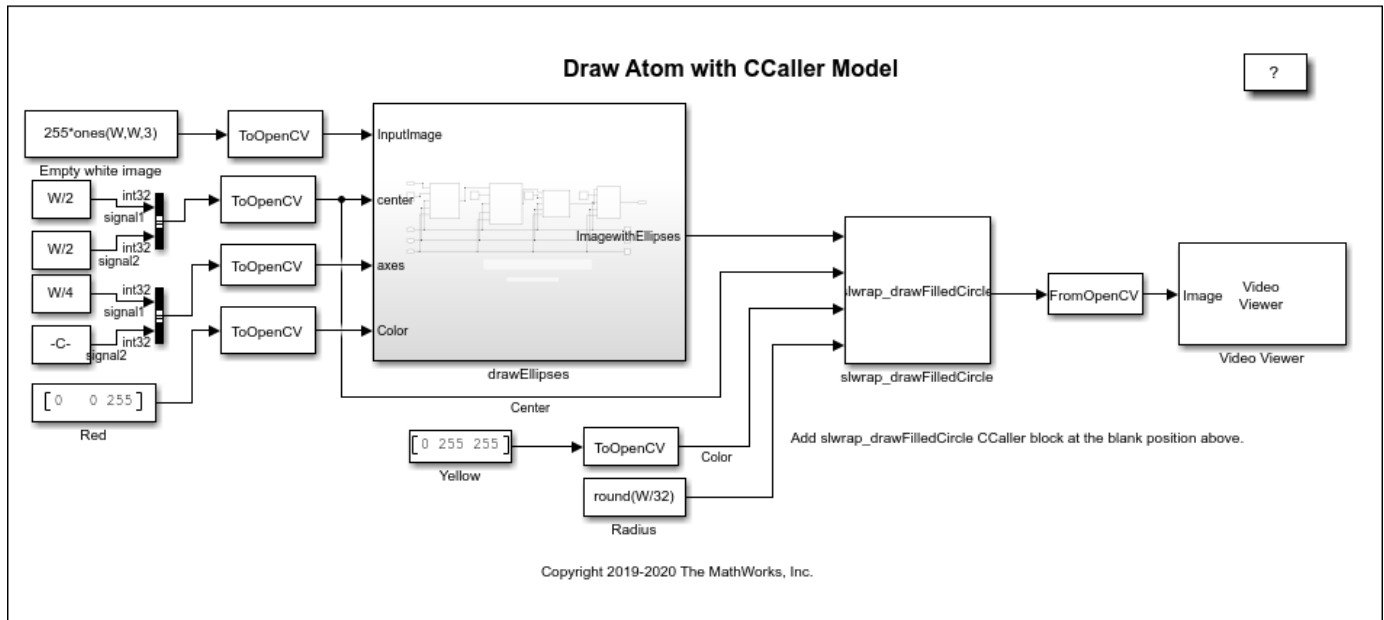 Draw Atom with CCaller Model
?
255*ones(W,W,3)
Empty white image
ToOpenCV
InputImage
W/2
int32
signal1
W/2
int32
signal2
ToOpenCV
center
W/4
int32
signal1
-C-
int32
signal2
ToOpenCV
axes
[0 0 255]
Red
ToOpenCV
Color
ImagewithEllipses
drawEllipses
Center
[0 255 255]
Yellow
ToOpenCV
Color
round(W/32)
Radius
slwrap_drawFilledCircle
slwrap_drawFilledCircle
FromOpenCV
Image
Video
Viewer
Video Viewer
Add slwrap_drawFilledCircle CCaller block at the blank position above.
Copyright 2019-2020 The MathWorks, Inc.